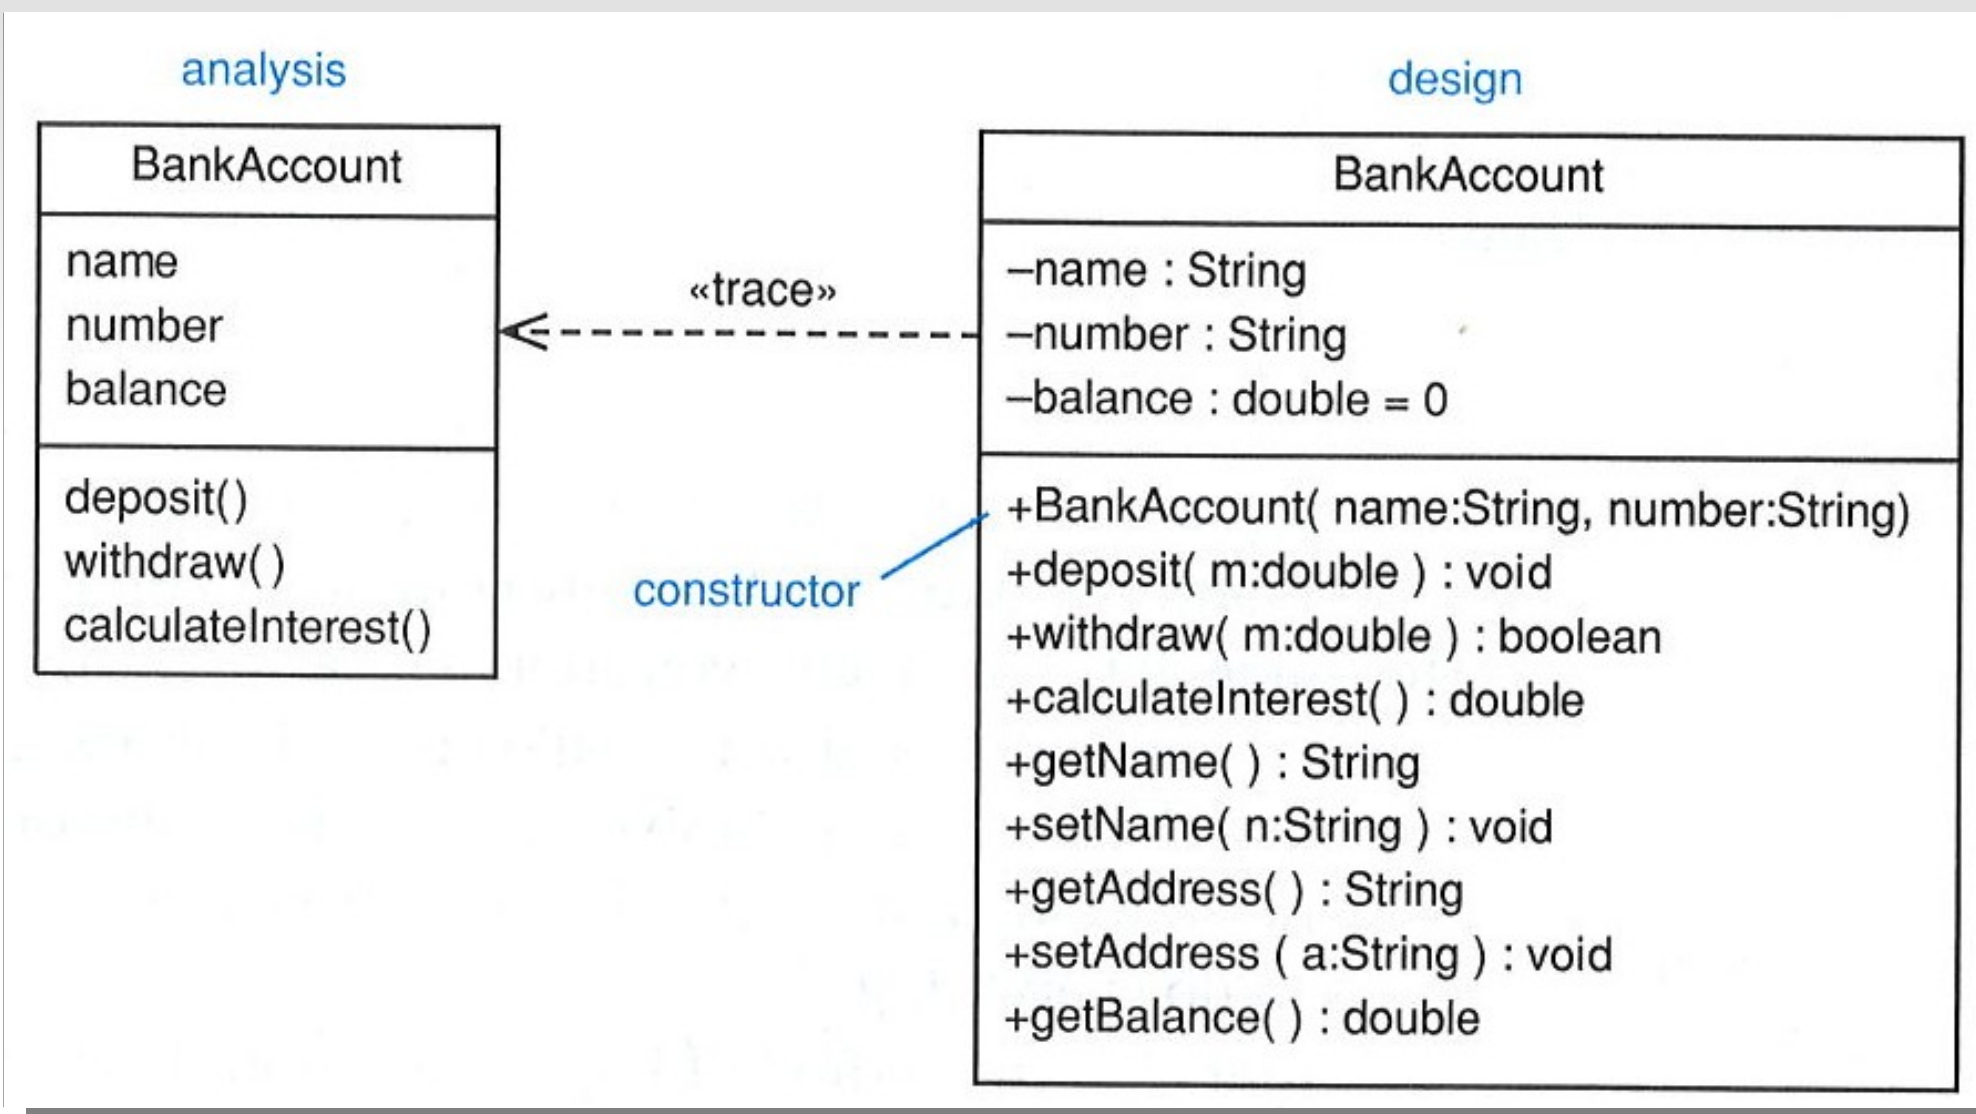 analysis
BankAccount
name
number
balance
deposit()
withdraw()
calculateInterest()
«trace»
constructor
design
BankAccount
–name : String
–number : String
–balance : double = 0
+BankAccount( name:String, number:String)
+deposit( m:double ) : void
+withdraw( m:double ) : boolean
+calculateInterest( ) : double
+getName( ) : String
+setName( n:String ) : void
+getAddress( ) : String
+setAddress ( a:String ) : void
+getBalance( ) : double